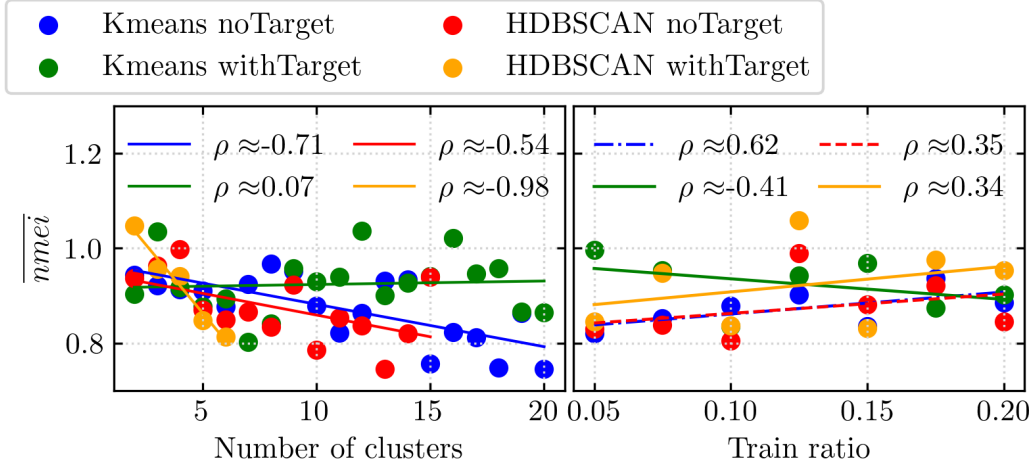 Kmeans noTarget HDBSCAN noTarget
Kmeans withTarget HDBSCAN withTarget
ρ ≈-0.71 ρ ≈-0.54
ρ ≈0.07 ρ ≈-0.98
ρ ≈0.62 ρ ≈0.35
ρ ≈-0.41 ρ ≈0.34
1.2
1.0
0.8
nmei
5 10 15 20
0.05 0.10 0.15 0.20
Number of clusters
Train ratio